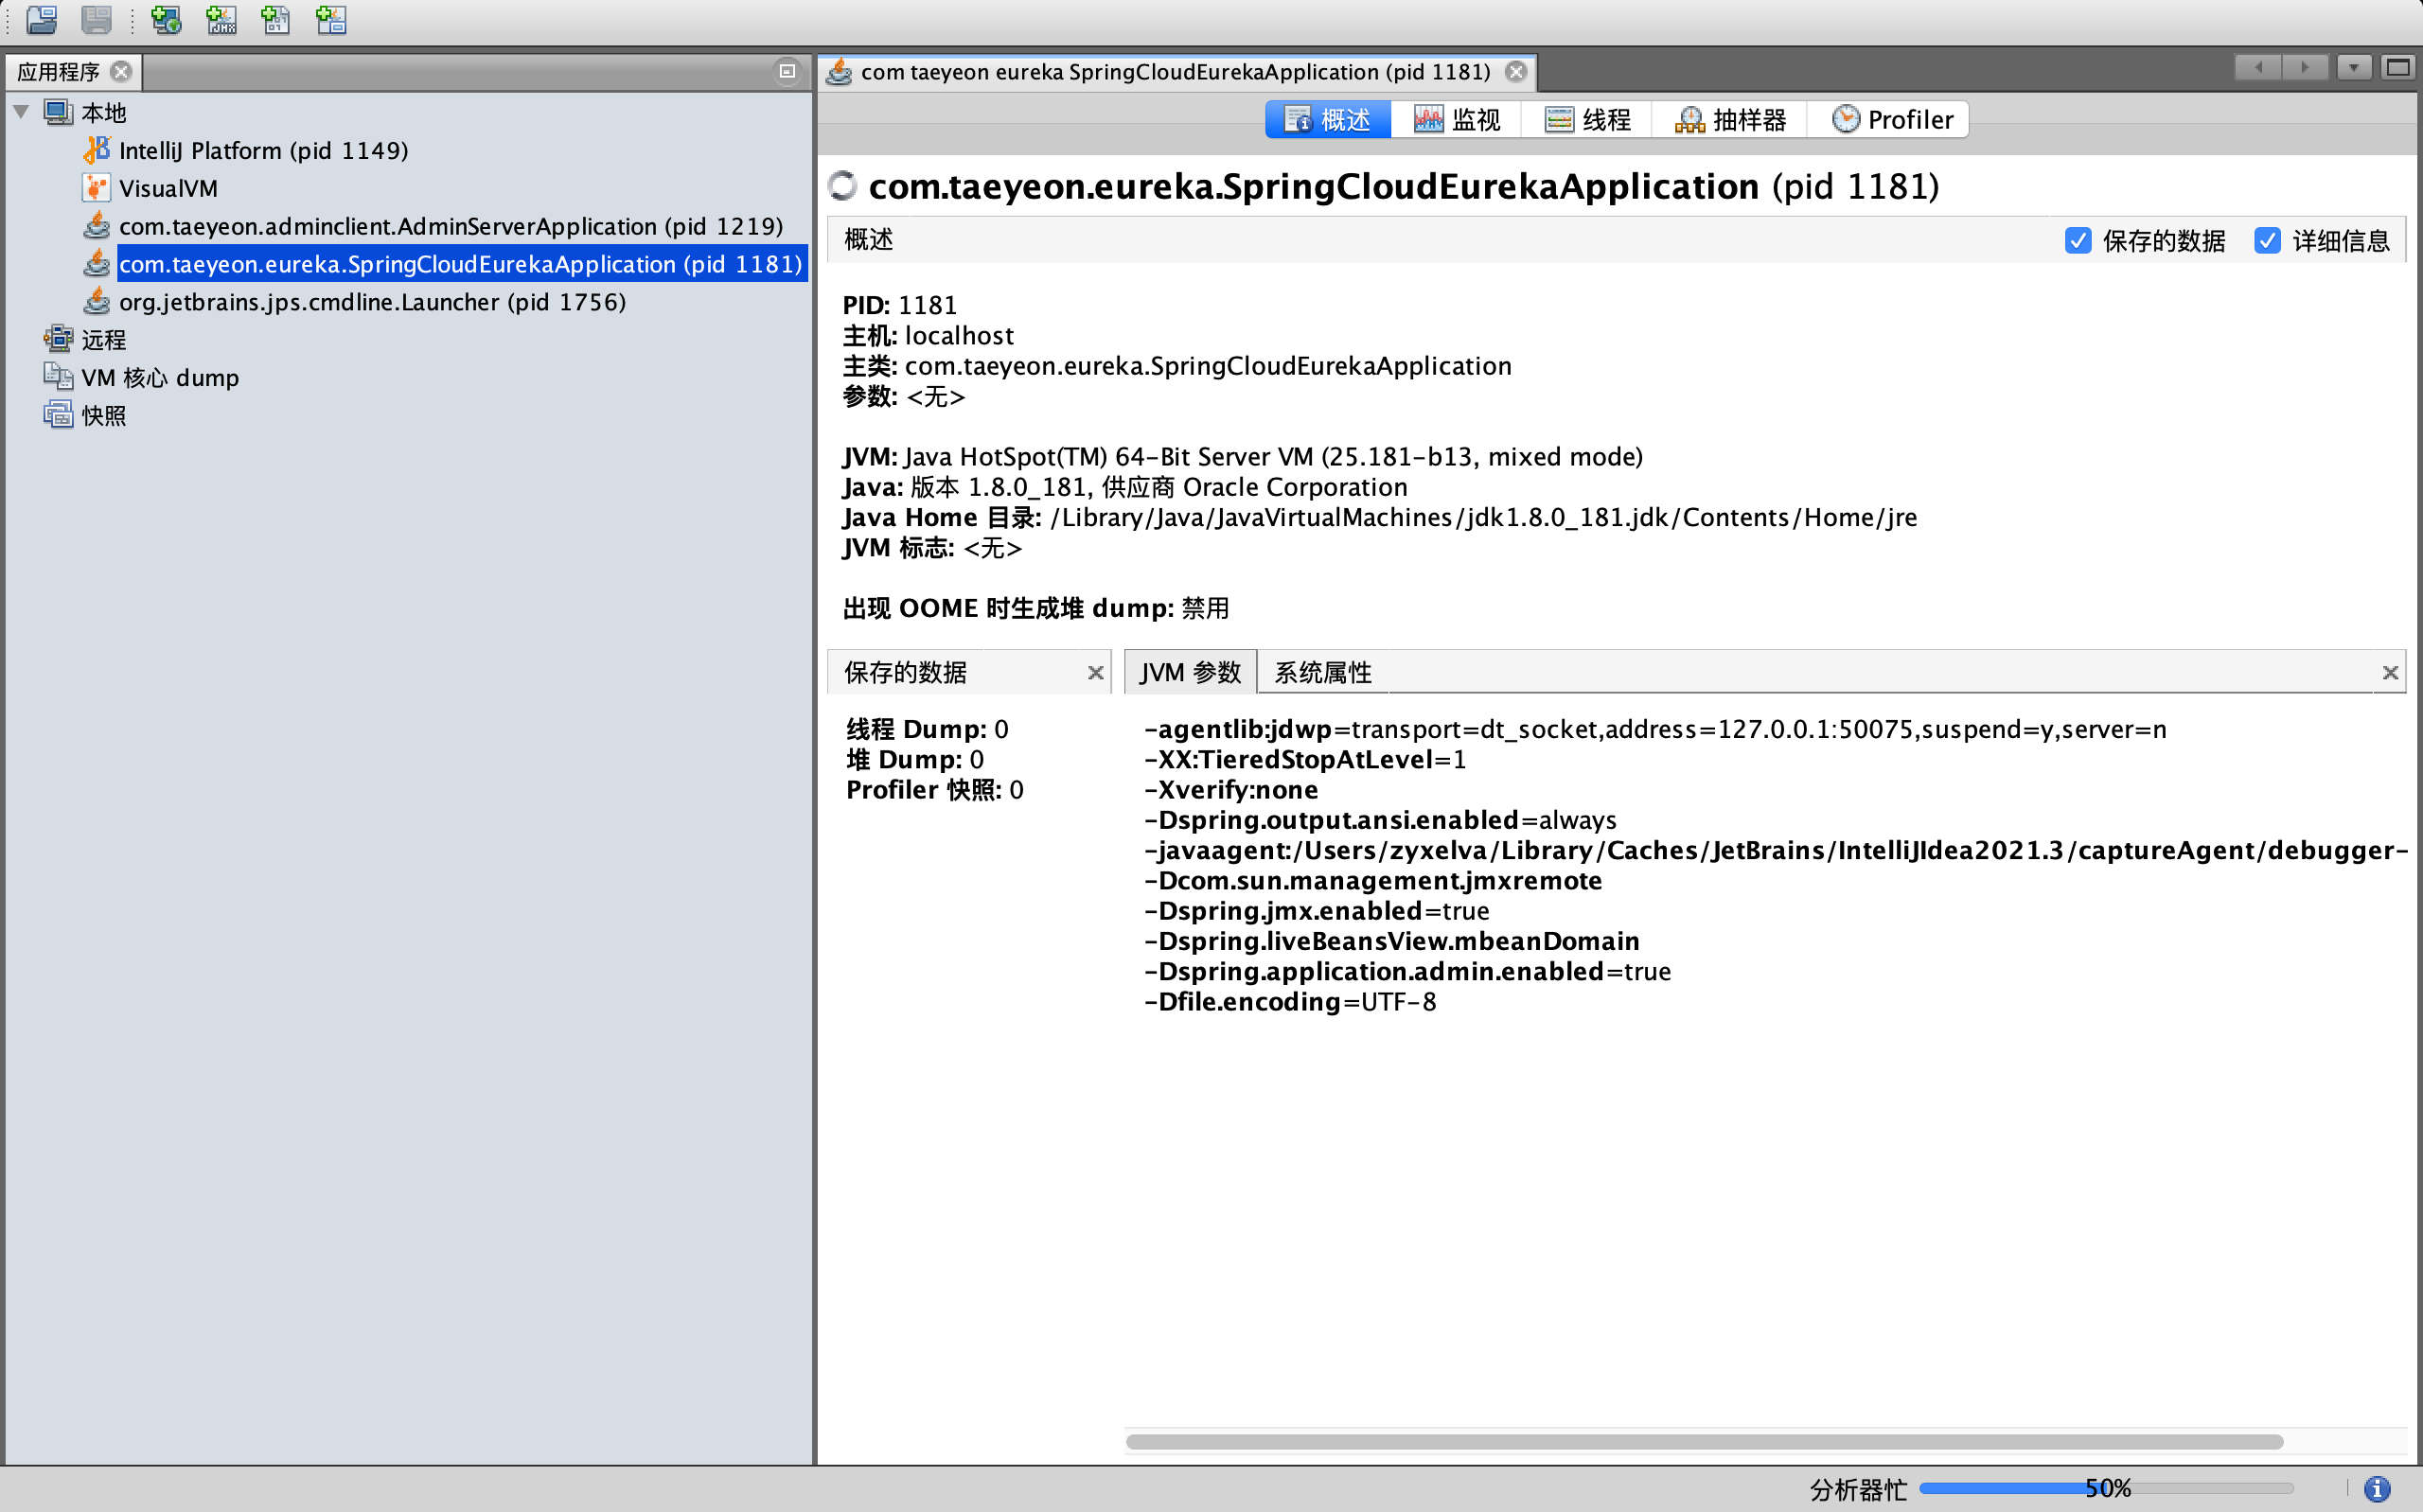 应用程序
本地
IntelliJ Platform (pid 1149)
VisualVM
com.taeyeon.adminclient.AdminServerApplication (pid 1219)
com.taeyeon.eureka.SpringCloudEurekaApplication (pid 1181)
org.jetbrains.jps.cmdline.Launcher (pid 1756)
远程
VM 核心 dump
快照
com taeyeon eureka SpringCloudEurekaApplication (pid 1181)
概述 监视 线程 抽样器 Profiler
com.taeyeon.eureka.SpringCloudEurekaApplication (pid 1181)
概述 保存的数据 详细信息
PID: 1181
主机: localhost
主类: com.taeyeon.eureka.SpringCloudEurekaApplication
参数: <无>
JVM: Java HotSpot(TM) 64-Bit Server VM (25.181-b13, mixed mode)
Java: 版本 1.8.0_181, 供应商 Oracle Corporation
Java Home 目录: /Library/Java/JavaVirtualMachines/jdk1.8.0_181.jdk/Contents/Home/jre
JVM 标志: <无>
出现 OOME 时生成堆 dump: 禁用
保存的数据
线程 Dump: 0
堆 Dump: 0
Profiler 快照: 0
JVM 参数 系统属性
-agentlib:jdwp=transport=dt_socket,address=127.0.0.1:50075,suspend=y,server=n
-XX:TieredStopAtLevel=1
-Xverify:none
-Dspring.output.ansi.enabled=always
-javaagent:/Users/zyxelva/Library/Caches/JetBrains/IntelliJIdea2021.3/captureAgent/debugger-
-Dcom.sun.management.jmxremote
-Dspring.jmx.enabled=true
-Dspring.liveBeansView.mbeanDomain
-Dspring.application.admin.enabled=true
-Dfile.encoding=UTF-8
分析器忙 50%